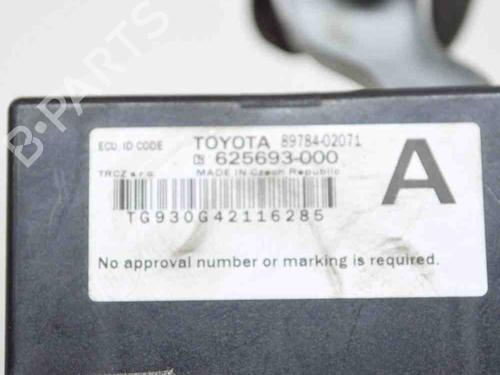 B-PARTS
ECU. ID CODE TOYOTA 89784-02071
625693-000
TRCZ s.r.o. MADE IN Czech Republic
A
TG930G42116285
No approval number or marking is required.